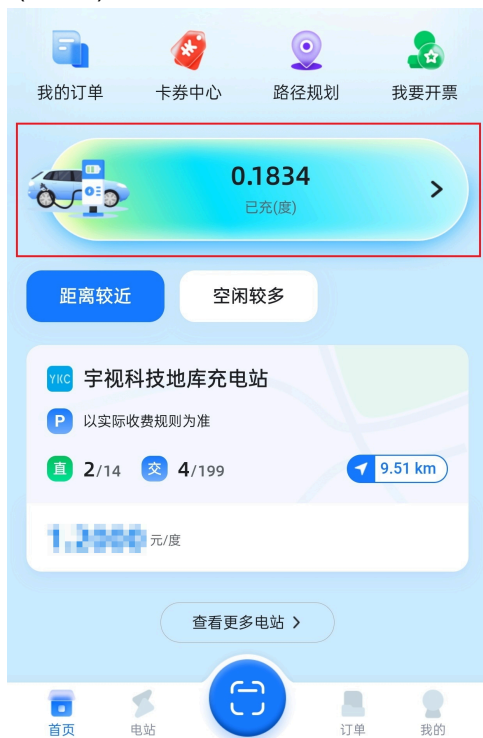 我的订单
卡券中心
路径规划
我要开票
0.1834
已充(度)
距离较近
空闲较多
YKC 宇视科技地库充电站
P 以实际收费规则为准
直 2/14 交 4/199
9.51 km
元/度
查看更多电站
首页
电站
订单
我的